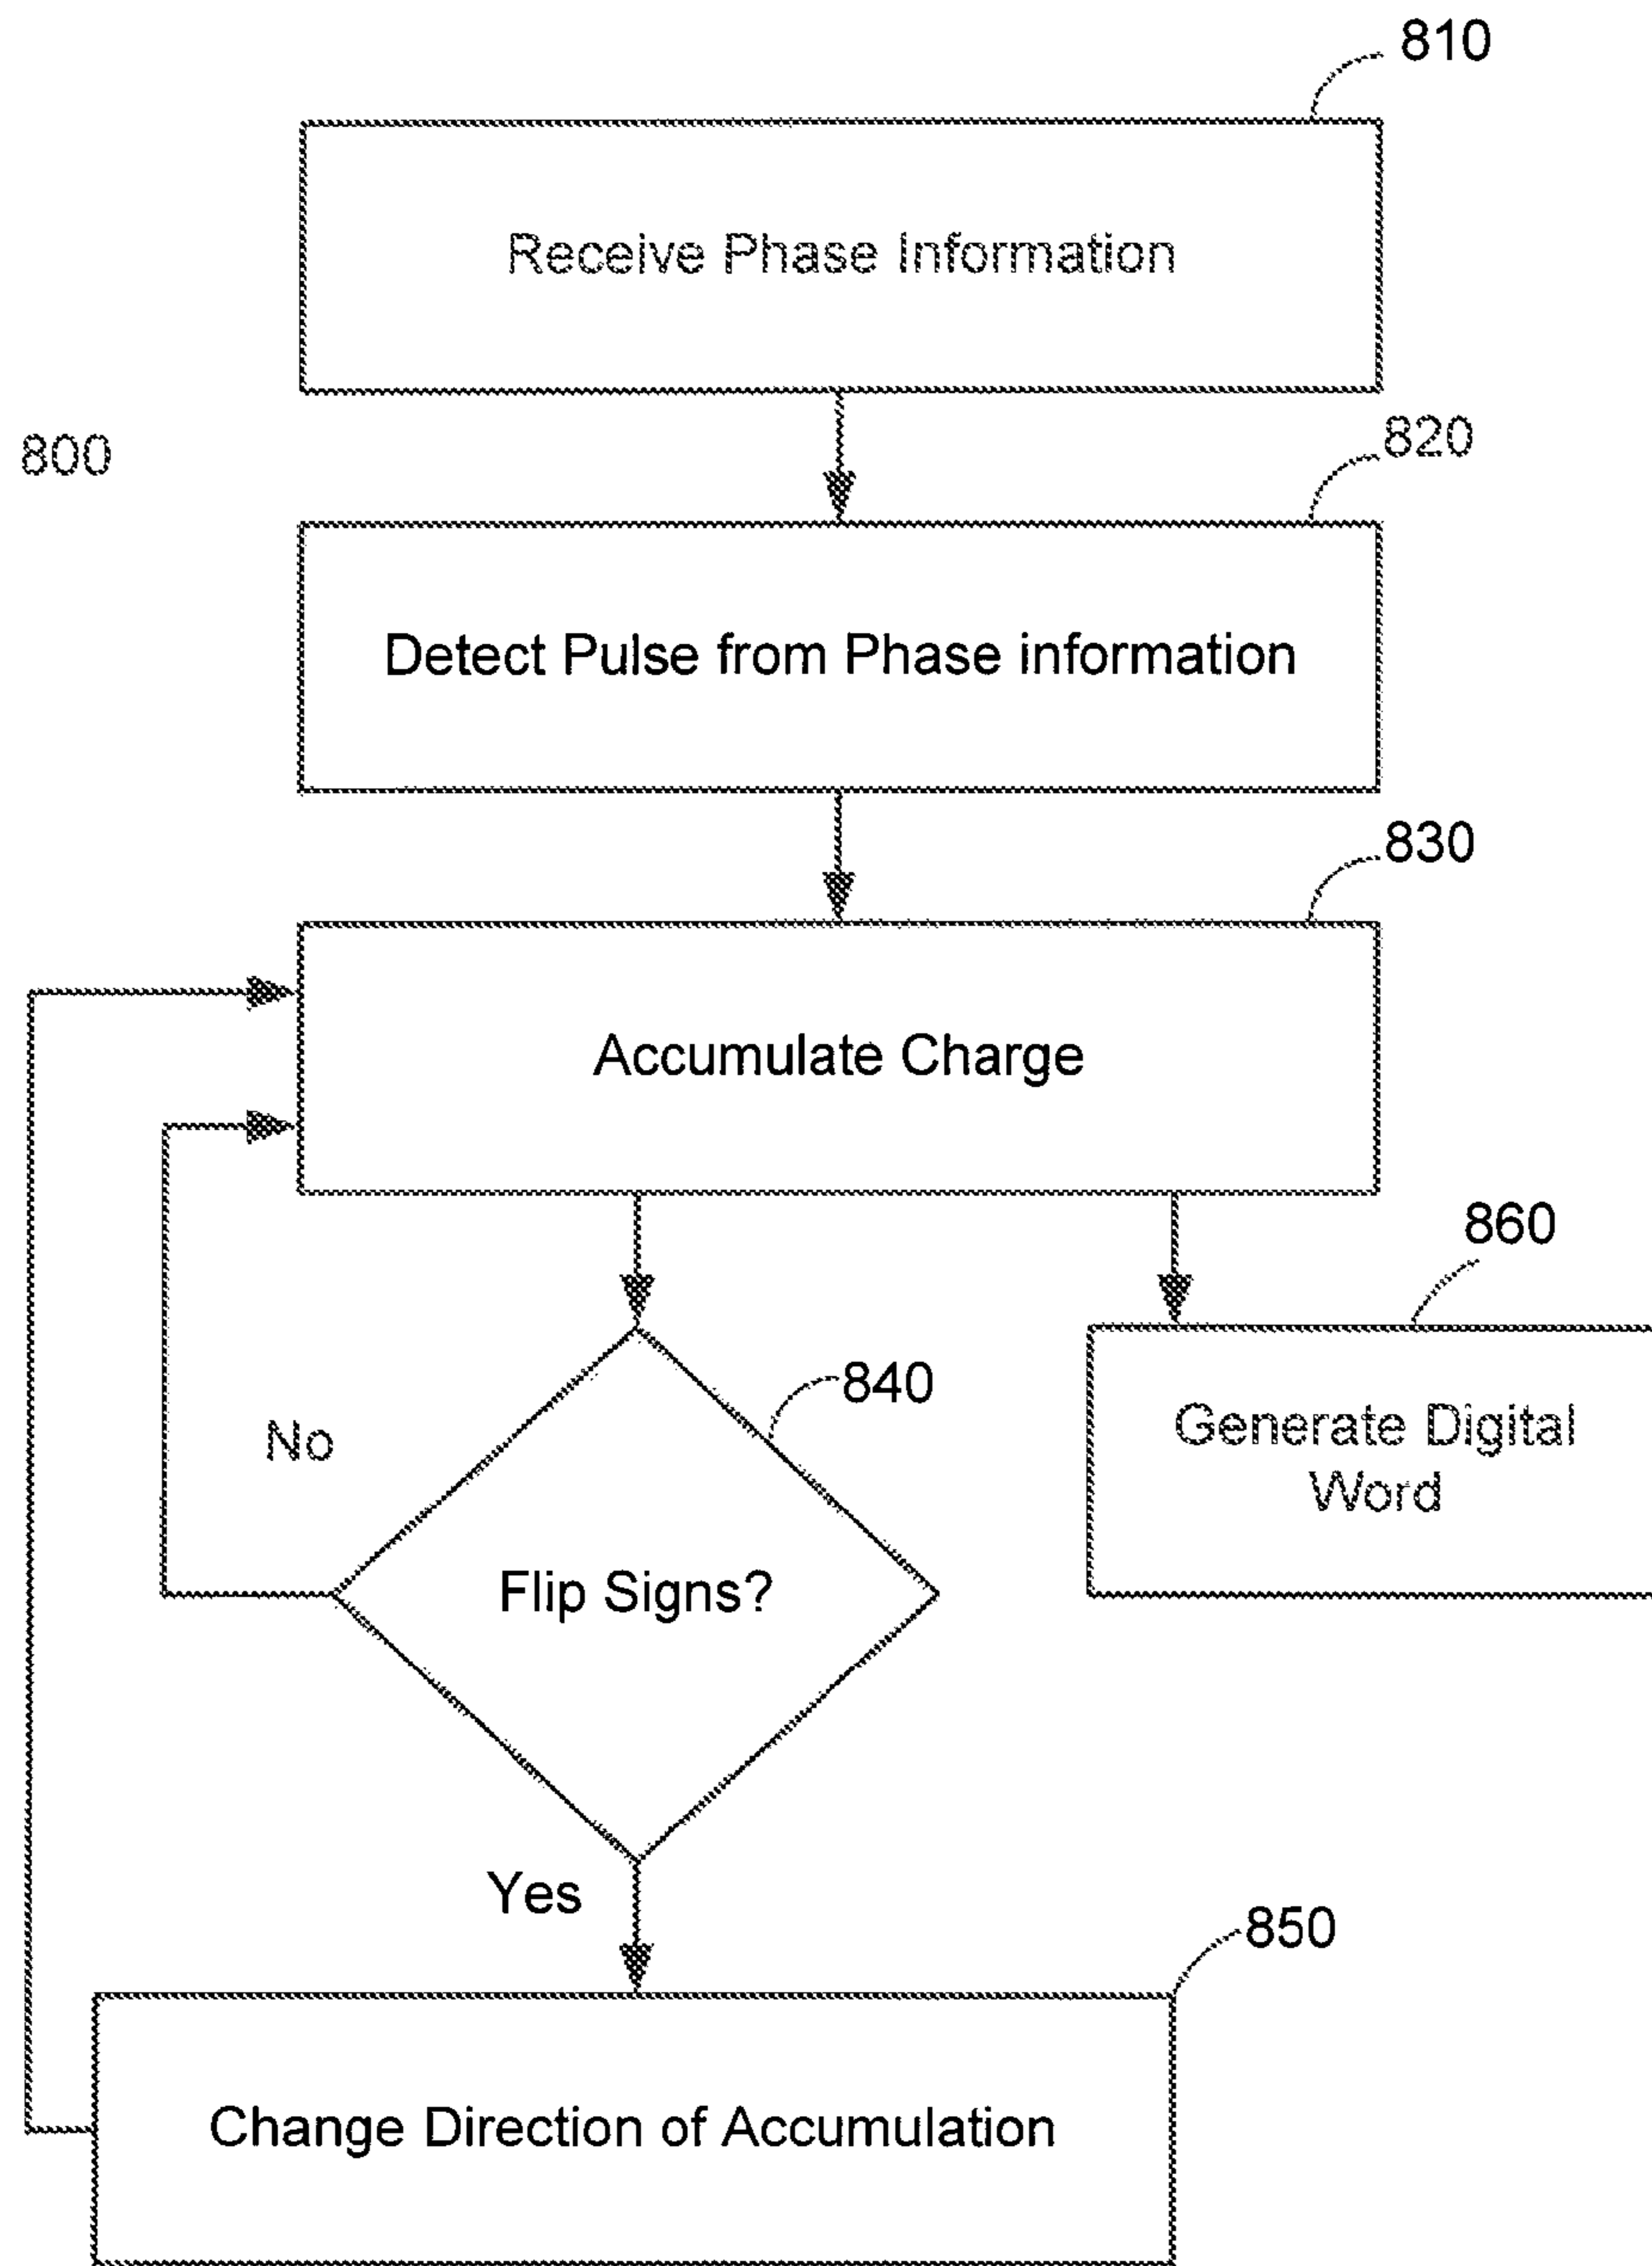 810
Receive Phase Information
800
820
Detect Pulse from Phase information
830
Accumulate Charge
860
840
Generate Digital
Word
No
Flip Signs?
Yes
850
Change Direction of Accumulation